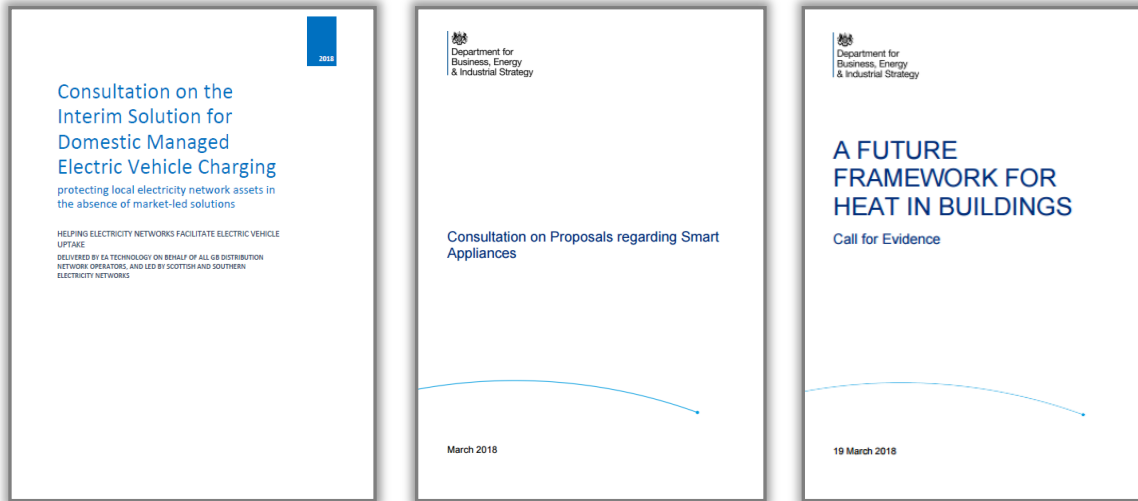 2018
Consultation on the
Interim Solution for
Domestic Managed
Electric Vehicle Charging
protecting local electricity network assets in
the absence of market-led solutions
HELPING ELECTRICITY NETWORKS FACILITATE ELECTRIC VEHICLE
UPTAKE
DELIVERED BY EA TECHNOLOGY ON BEHALF OF ALL GB DISTRIBUTION
NETWORK OPERATORS, AND LED BY SCOTTISH AND SOUTHERN
ELECTRICITY NETWORKS
Department for
Business, Energy
& Industrial Strategy
Consultation on Proposals regarding Smart
Appliances
March 2018
Department for
Business, Energy
& Industrial Strategy
A FUTURE
FRAMEWORK FOR
HEAT IN BUILDINGS
Call for Evidence
19 March 2018